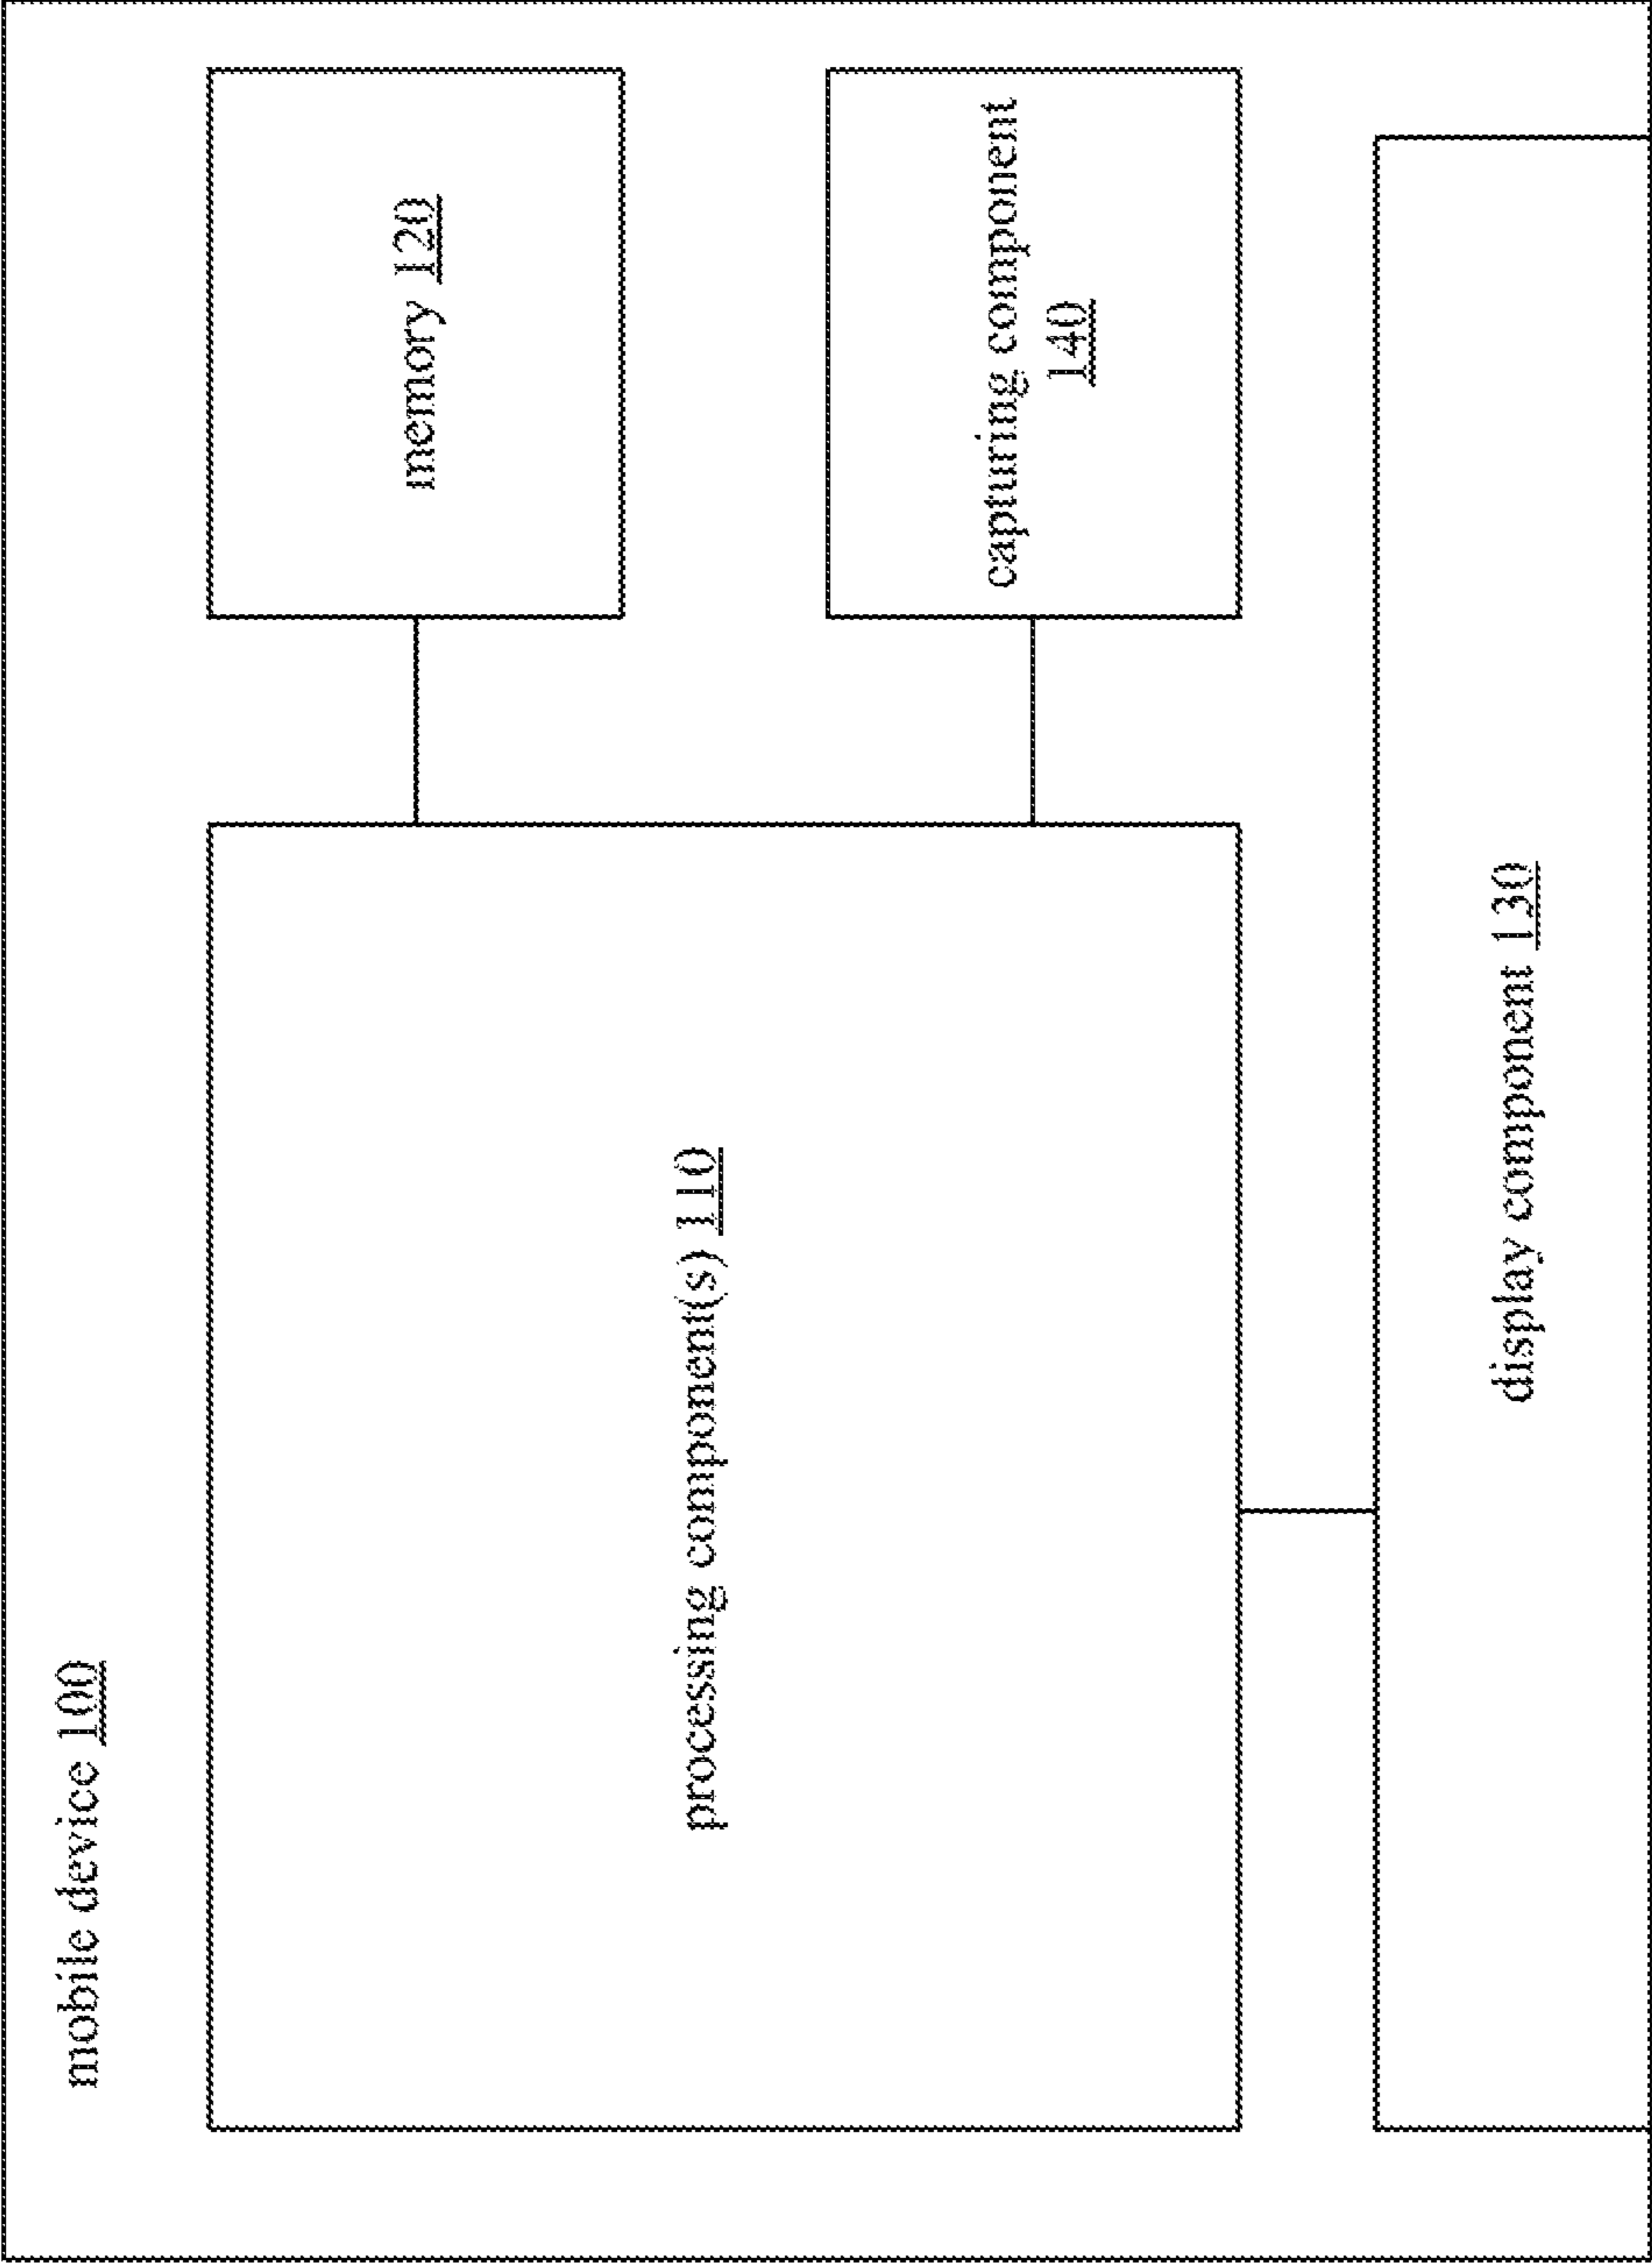 mobile device 100
processing component(s) 110
memory 120
capturing component
140
display component 130